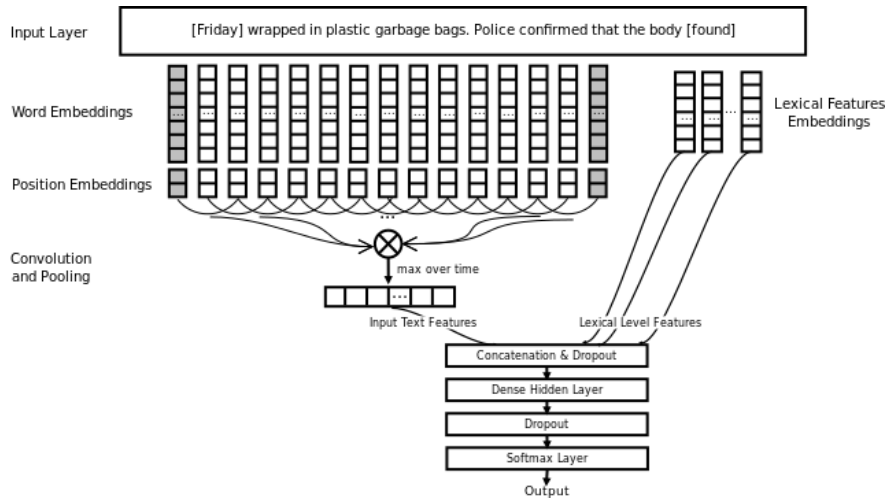 Input Layer
[Friday] wrapped in plastic garbage bags. Police confirmed that the body [found]
Word Embeddings
...
Lexical Features
Embeddings
Position Embeddings
...
Convolution
and Pooling
max over time
...
Input Text Features
Lexical Level Features
Concatenation & Dropout
Dense Hidden Layer
Dropout
Softmax Layer
Output